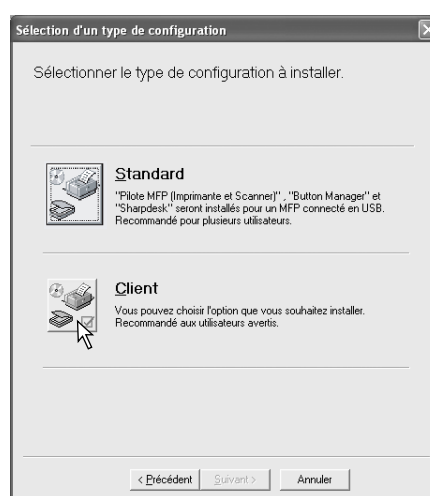 Sélection d'un type de configuration
Sélectionner le type de configuration à installer.
Standard
"Pilote MFP (Imprimante et Scanner)" , "Button Manager" et
"Sharpdesk" seront installés pour un MFP connecté en USB.
Recommandé pour plusieurs utilisateurs.
Client
Vous pouvez choisir l'option que vous souhaitez installer.
Recommandé aux utilisateurs avertis.
< Précédent Suivant > Annuler